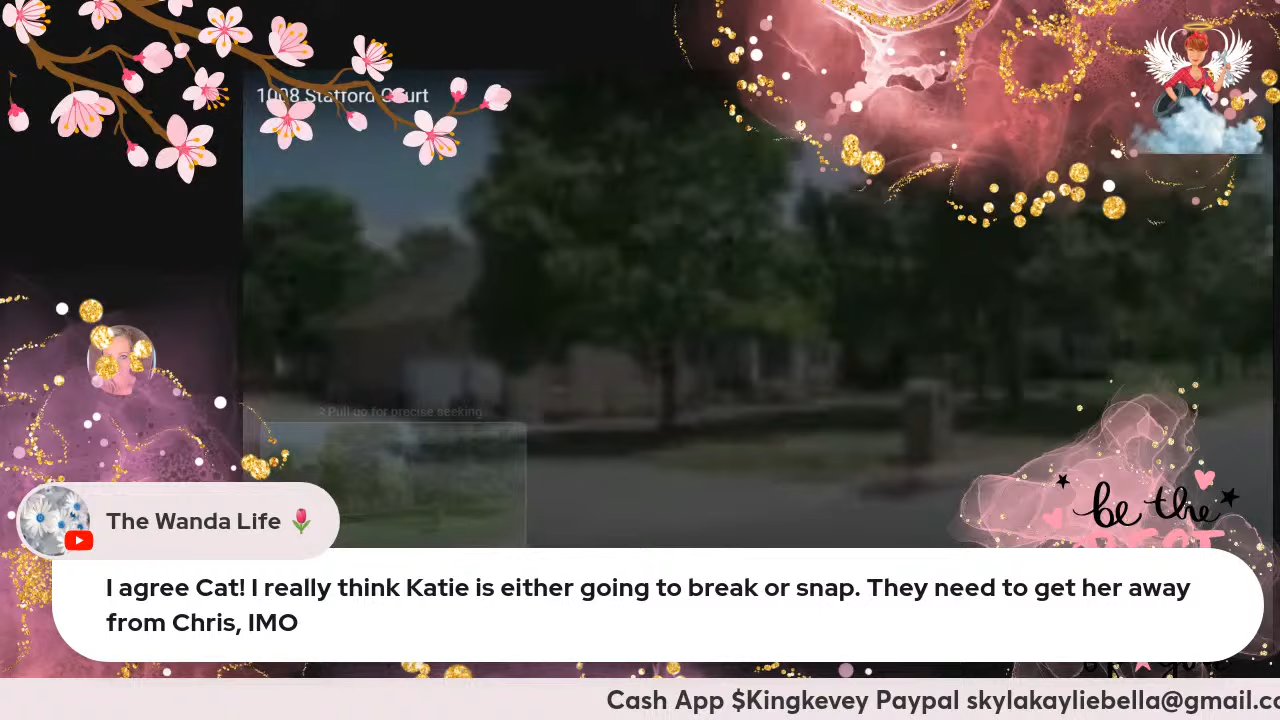 1008 Stafford Court
Pull up for precise seeking
be the
The Wanda Life
I agree Cat! I really think Katie is either going to break or snap. They need to get her away
from Chris, IMO
Cash App $Kingkevey Paypal skylakayliebella@gmail.co